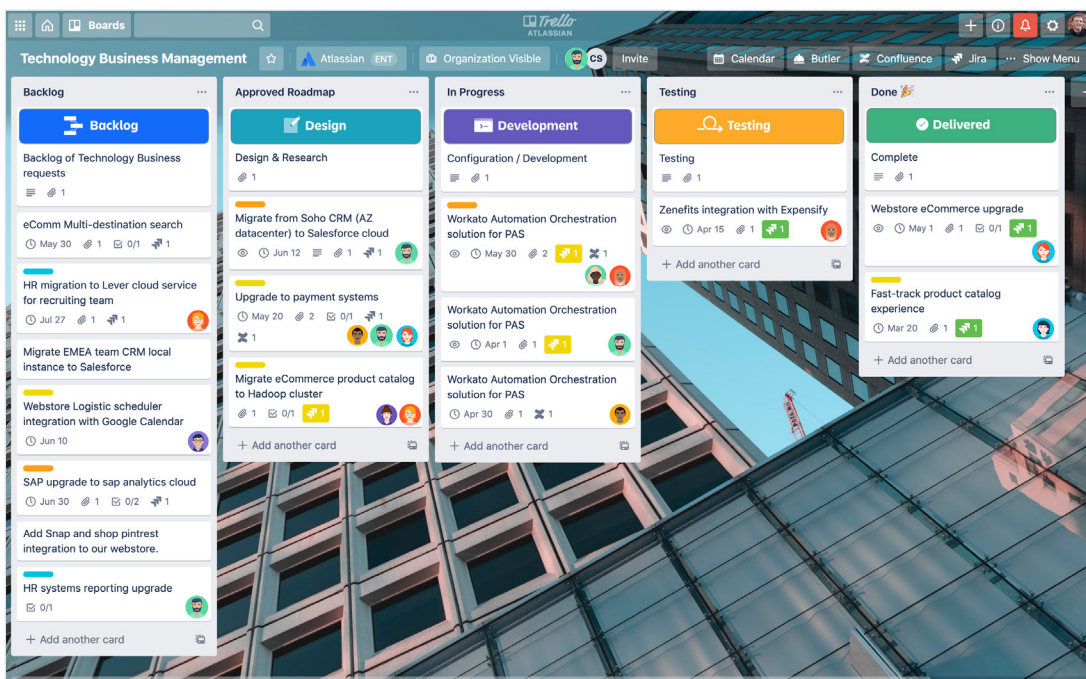 Boards
Trello
ATLASSIAN
Technology Business Management
Atlassian ENT
Organization Visible
CS
Invite
Calendar
Butler
Confluence
Jira
··· Show Menu
Backlog
Backlog
Backlog of Technology Business
requests
1
eComm Multi-destination search
May 30 1 0/1 1
HR migration to Lever cloud service
for recruiting team
Jul 27 1 1
Migrate EMEA team CRM local
instance to Salesforce
Webstore Logistic scheduler
integration with Google Calendar
Jun 10
SAP upgrade to sap analytics cloud
Jun 30 1 0/2 1
Add Snap and shop pintrest
integration to our webstore.
HR systems reporting upgrade
0/1
+ Add another card
Approved Roadmap
Design
Design & Research
1
Migrate from Soho CRM (AZ
datacenter) to Salesforce cloud
Jun 12 1 1
Upgrade to payment systems
May 20 2 0/1 1
1
Migrate eCommerce product catalog
to Hadoop cluster
1 0/1 1
+ Add another card
In Progress
Development
Configuration / Development
1
Workato Automation Orchestration
solution for PAS
May 30 2 1 1
Workato Automation Orchestration
solution for PAS
Apr 1 1 1
Workato Automation Orchestration
solution for PAS
Apr 30 1 1
+ Add another card
Testing
Testing
Testing
1
Zenefits integration with Expensify
Apr 15 1 1
+ Add another card
Done 🎉
Delivered
Complete
1
Webstore eCommerce upgrade
May 1 1 0/1 1
Fast-track product catalog
experience
Mar 20 1 1
+ Add another card